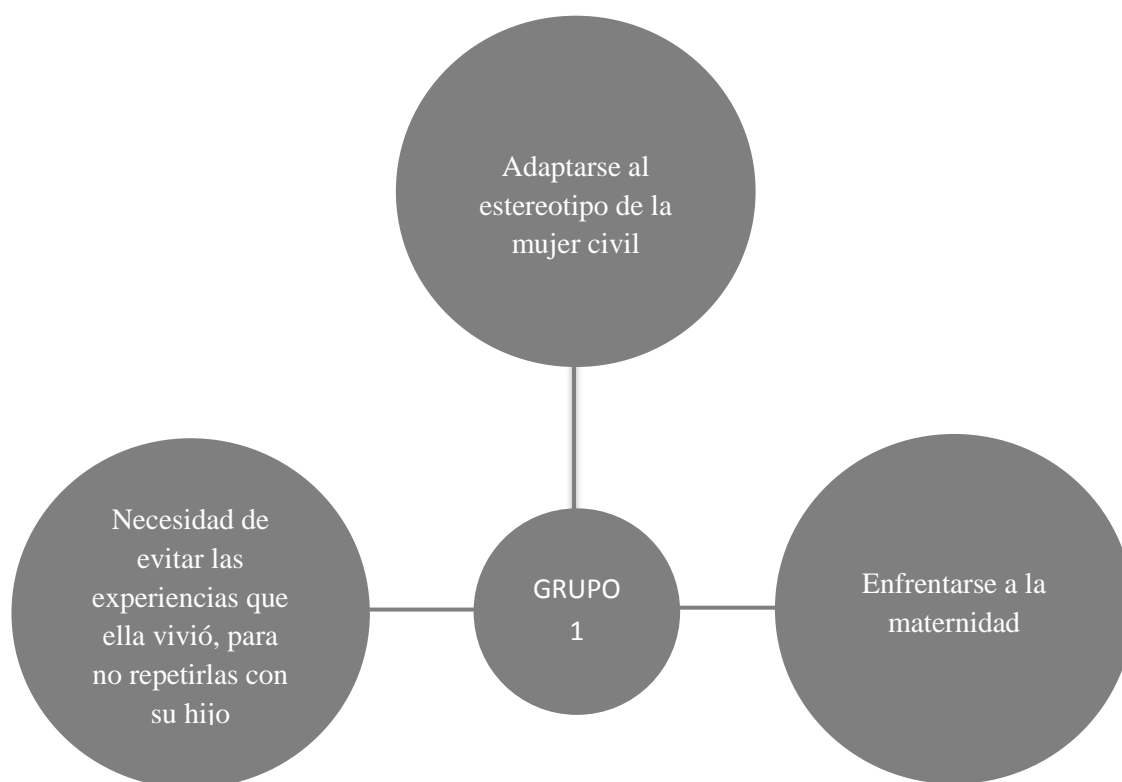 Adaptarse al
estereotipo de la
mujer civil
Necesidad de
evitar las
experiencias que
ella vivió, para
no repetirlas con
su hijo
GRUPO
1
Enfrentarse a la
maternidad